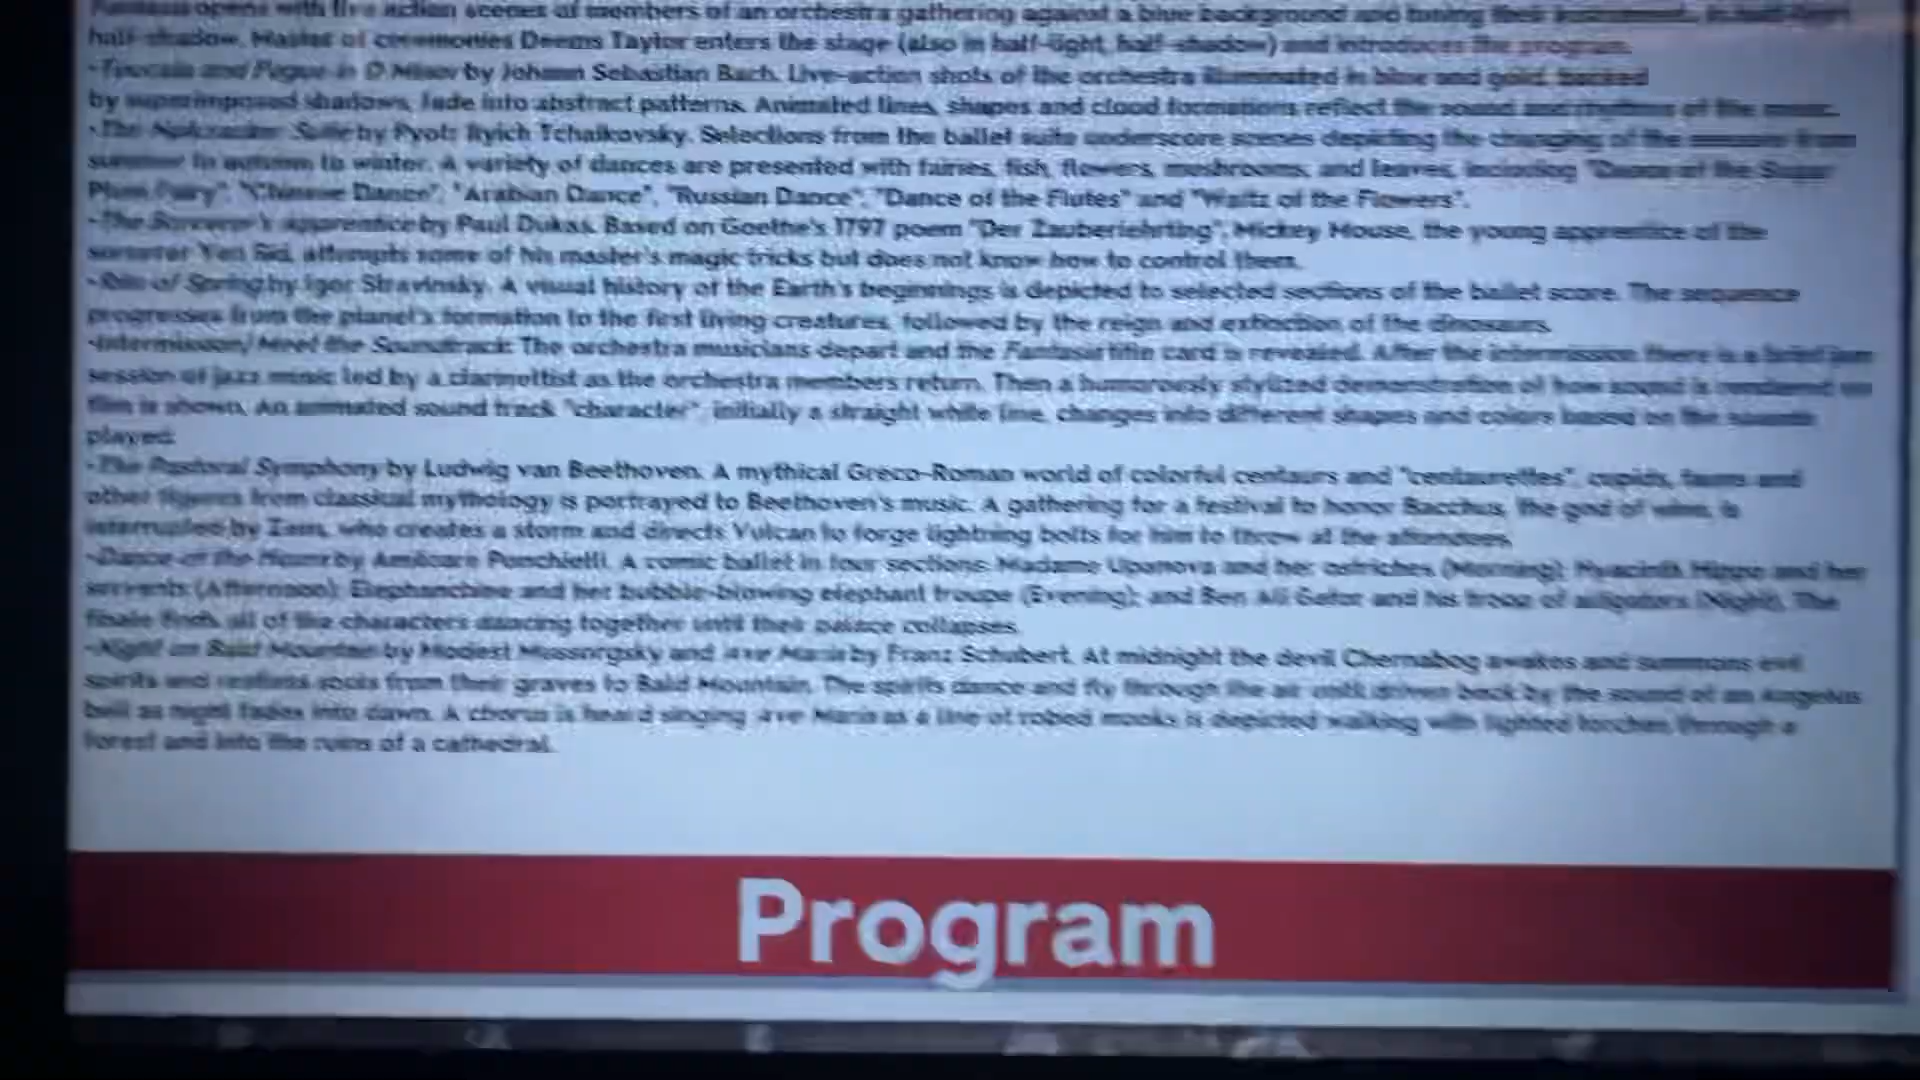 Fantasia opens with live action scenes of members of an orchestra gathering against a blue background and tuning their instruments, in half-light,
half-shadow. Master of ceremonies Deems Taylor enters the stage (also in half-light, half-shadow) and introduces the program.
-Toccata and Fugue in D Minor by Johann Sebastian Bach. Live-action shots of the orchestra illuminated in blue and gold, backed
by superimposed shadows, fade into abstract patterns. Animated lines, shapes and cloud formations reflect the sound and rhythms of the music.
-The Nutcracker Suite by Pyotr Ilyich Tchaikovsky. Selections from the ballet suite underscore scenes depicting the changing of the seasons from
summer to autumn to winter. A variety of dances are presented with fairies, fish, flowers, mushrooms, and leaves, including "Dance of the Sugar
Plum Fairy", "Chinese Dance", "Arabian Dance", "Russian Dance", "Dance of the Flutes" and "Waltz of the Flowers".
-The Sorcerer's Apprentice by Paul Dukas. Based on Goethe's 1797 poem "Der Zauberlehrling". Mickey Mouse, the young apprentice of the
sorcerer Yen Sid, attempts some of his master's magic tricks but does not know how to control them.
-Rite of Spring by Igor Stravinsky. A visual history of the Earth's beginnings is depicted to selected sections of the ballet score. The sequence
progresses from the planet's formation to the first living creatures, followed by the reign and extinction of the dinosaurs.
-Intermission/Meet the Soundtrack: The orchestra musicians depart and the Fantasia title card is revealed. After the intermission there is a brief jam
session of jazz music led by a clarinettist as the orchestra members return. Then a humorously stylized demonstration of how sound is rendered on
film is shown. An animated sound track "character", initially a straight white line, changes into different shapes and colors based on the sounds
played.
-The Pastoral Symphony by Ludwig van Beethoven. A mythical Greco-Roman world of colorful centaurs and "centaurettes", cupids, fauns and
other figures from classical mythology is portrayed to Beethoven's music. A gathering for a festival to honor Bacchus, the god of wine, is
interrupted by Zeus, who creates a storm and directs Vulcan to forge lightning bolts for him to throw at the attendees.
-Dance of the Hours by Amilcare Ponchielli. A comic ballet in four sections: Madame Upanova and her ostriches (Morning); Hyacinth Hippo and her
servants (Afternoon); Elephanchine and her bubble-blowing elephant troupe (Evening); and Ben Ali Gator and his troop of alligators (Night). The
finale finds all of the characters dancing together until their palace collapses.
-Night on Bald Mountain by Modest Mussorgsky and Ave Maria by Franz Schubert. At midnight the devil Chernabog awakes and summons evil
spirits and restless souls from their graves to Bald Mountain. The spirits dance and fly through the air until driven back by the sound of an Angelus
bell as night fades into dawn. A chorus is heard singing Ave Maria as a line of robed monks is depicted walking with lighted torches through a
forest and into the ruins of a cathedral.
Program